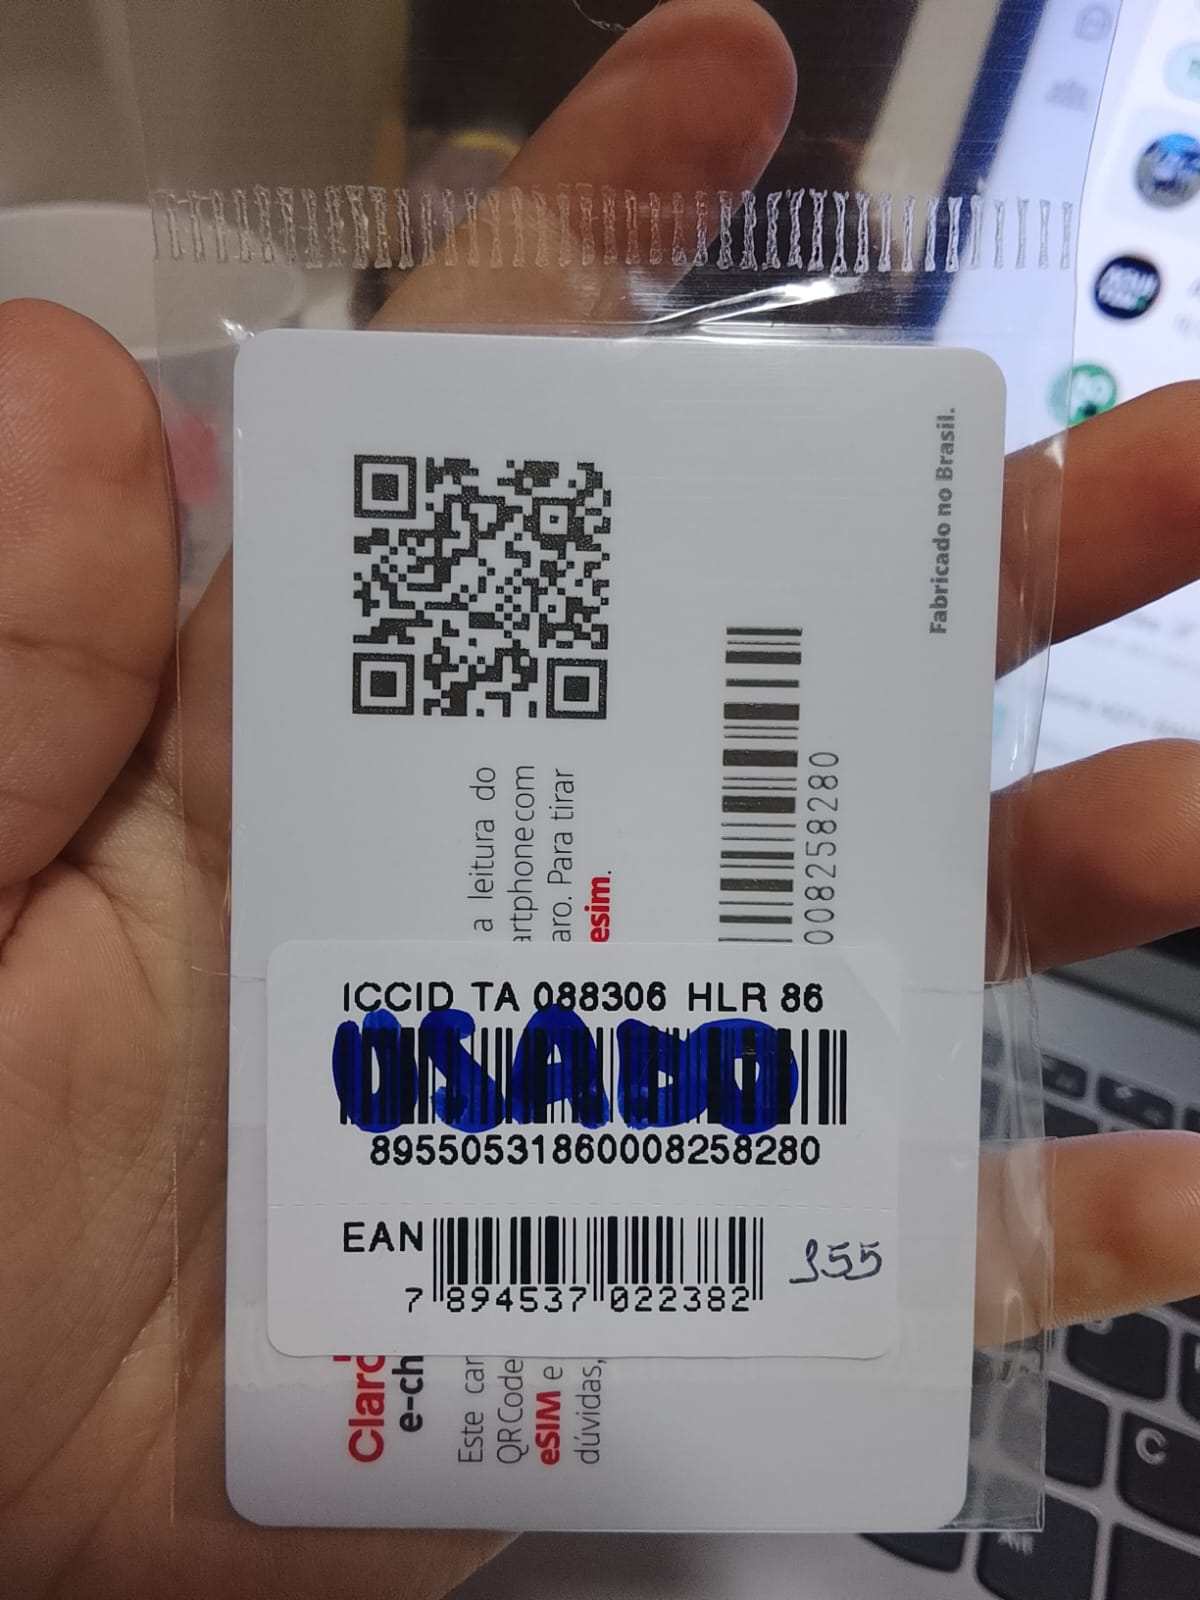 Fabricado no Brasil.
a leitura do
artphone com
aro. Para tirar
esim.
008258280
ICCID TA 088306 HLR 86
USADO
89550531860008258280
EAN
7 894537 022382
355
Claro
e-ch
Este car
QR Code
eSIM e
dúvidas,
C